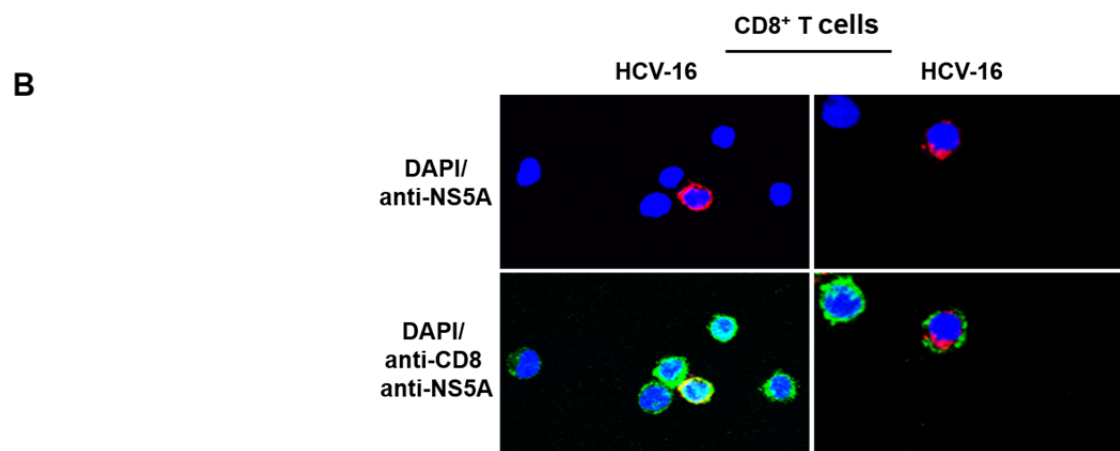 CD8⁺ T cells
B
HCV-16
HCV-16
DAPI/
anti-NS5A
DAPI/
anti-CD8
anti-NS5A